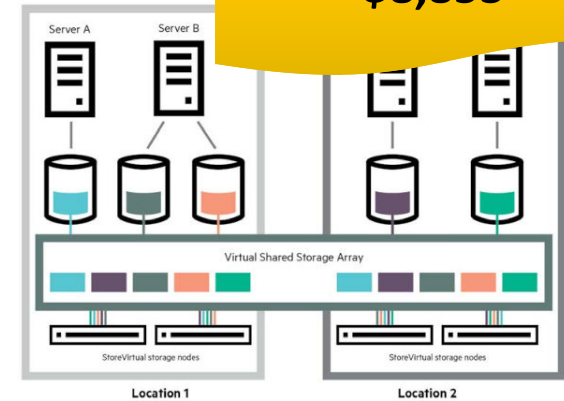 Server A
Server B
Virtual Shared Storage Array
StoreVirtual storage nodes
StoreVirtual storage nodes
Location 1
Location 2